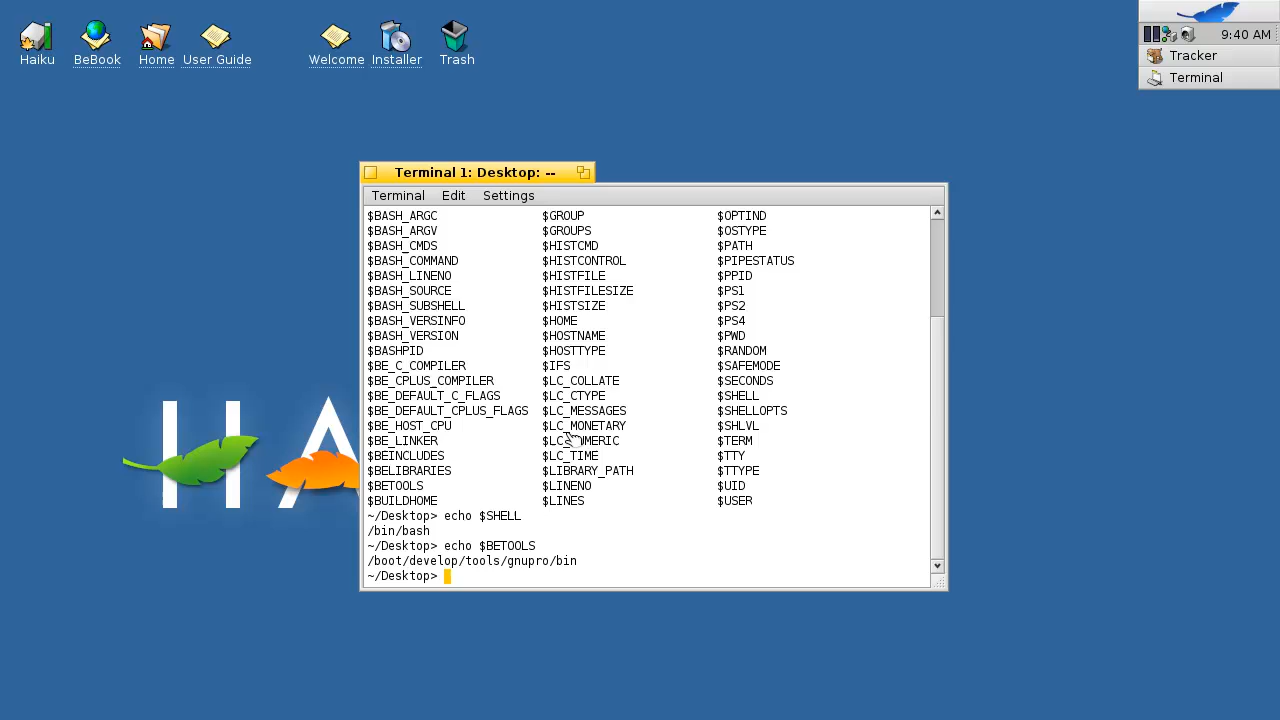 Haiku BeBook Home User Guide Welcome Installer Trash
9:40 AM
Tracker
Terminal
Terminal 1: Desktop: --
Terminal Edit Settings
$BASH_ARGC $GROUP $OPTIND
$BASH_ARGV $GROUPS $OSTYPE
$BASH_CMDS $HISTCMD $PATH
$BASH_COMMAND $HISTCONTROL $PIPESTATUS
$BASH_LINENO $HISTFILE $PPID
$BASH_SOURCE $HISTFILESIZE $PS1
$BASH_SUBSHELL $HISTSIZE $PS2
$BASH_VERSINFO $HOME $PS4
$BASH_VERSION $HOSTNAME $PWD
$BASHPID $HOSTTYPE $RANDOM
$BE_C_COMPILER $IFS $SAFEMODE
$BE_CPLUS_COMPILER $LC_COLLATE $SECONDS
$BE_DEFAULT_C_FLAGS $LC_CTYPE $SHELL
$BE_DEFAULT_CPLUS_FLAGS $LC_MESSAGES $SHELLOPTS
$BE_HOST_CPU $LC_MONETARY $SHLVL
$BE_LINKER $LC_NUMERIC $TERM
$BEINCLUDES $LC_TIME $TTY
$BELIBRARIES $LIBRARY_PATH $TTYPE
$BETOOLS $LINENO $UID
$BUILDHOME $LINES $USER
~/Desktop> echo $SHELL
/bin/bash
~/Desktop> echo $BETOOLS
/boot/develop/tools/gnupro/bin
~/Desktop>
HA